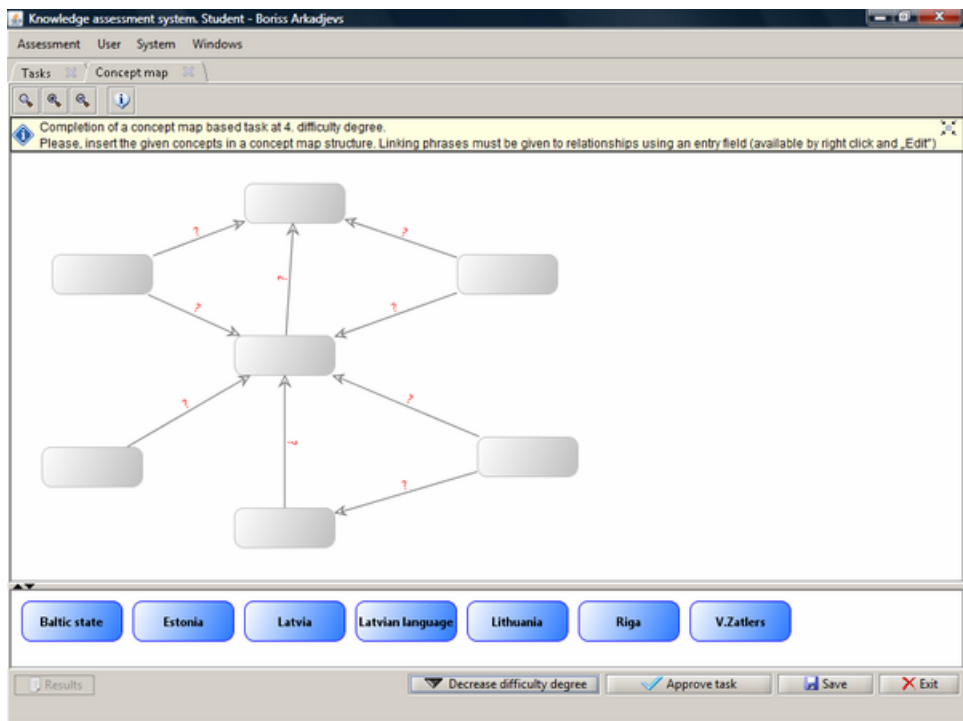 Knowledge assessment system. Student - Boriss Arkadjevs
Assessment User System Windows
Tasks Concept map
Completion of a concept map based task at 4. difficulty degree.
Please, insert the given concepts in a concept map structure. Linking phrases must be given to relationships using an entry field (available by right click and „Edit")
?
?
?
?
?
?
?
?
?
Baltic state Estonia Latvia Latvian language Lithuania Riga V.Zatlers
Results Decrease difficulty degree Approve task Save Exit